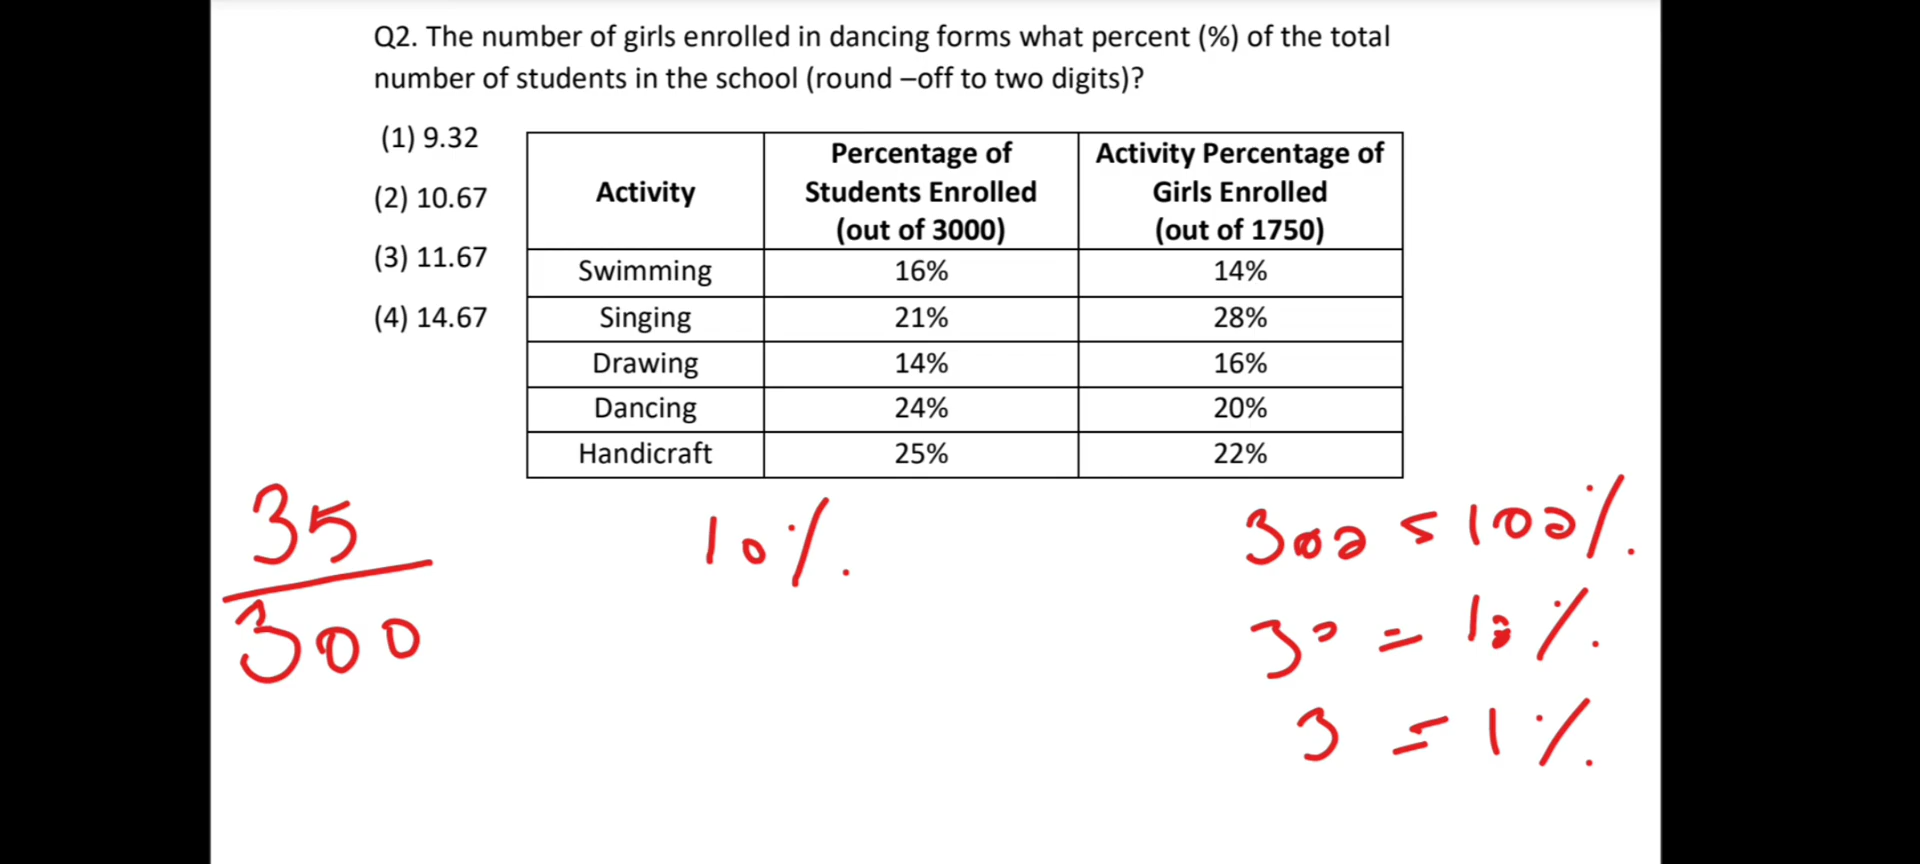 Q2. The number of girls enrolled in dancing forms what percent (%) of the total
number of students in the school (round –off to two digits)?
(1) 9.32
(2) 10.67
(3) 11.67
(4) 14.67
Activity
Percentage of Students Enrolled (out of 3000)
Activity Percentage of Girls Enrolled (out of 1750)
Swimming 16% 14%
Singing 21% 28%
Drawing 14% 16%
Dancing 24% 20%
Handicraft 25% 22%
35
300
10%.
300 = 100%.
30 = 10%.
3 = 1%.